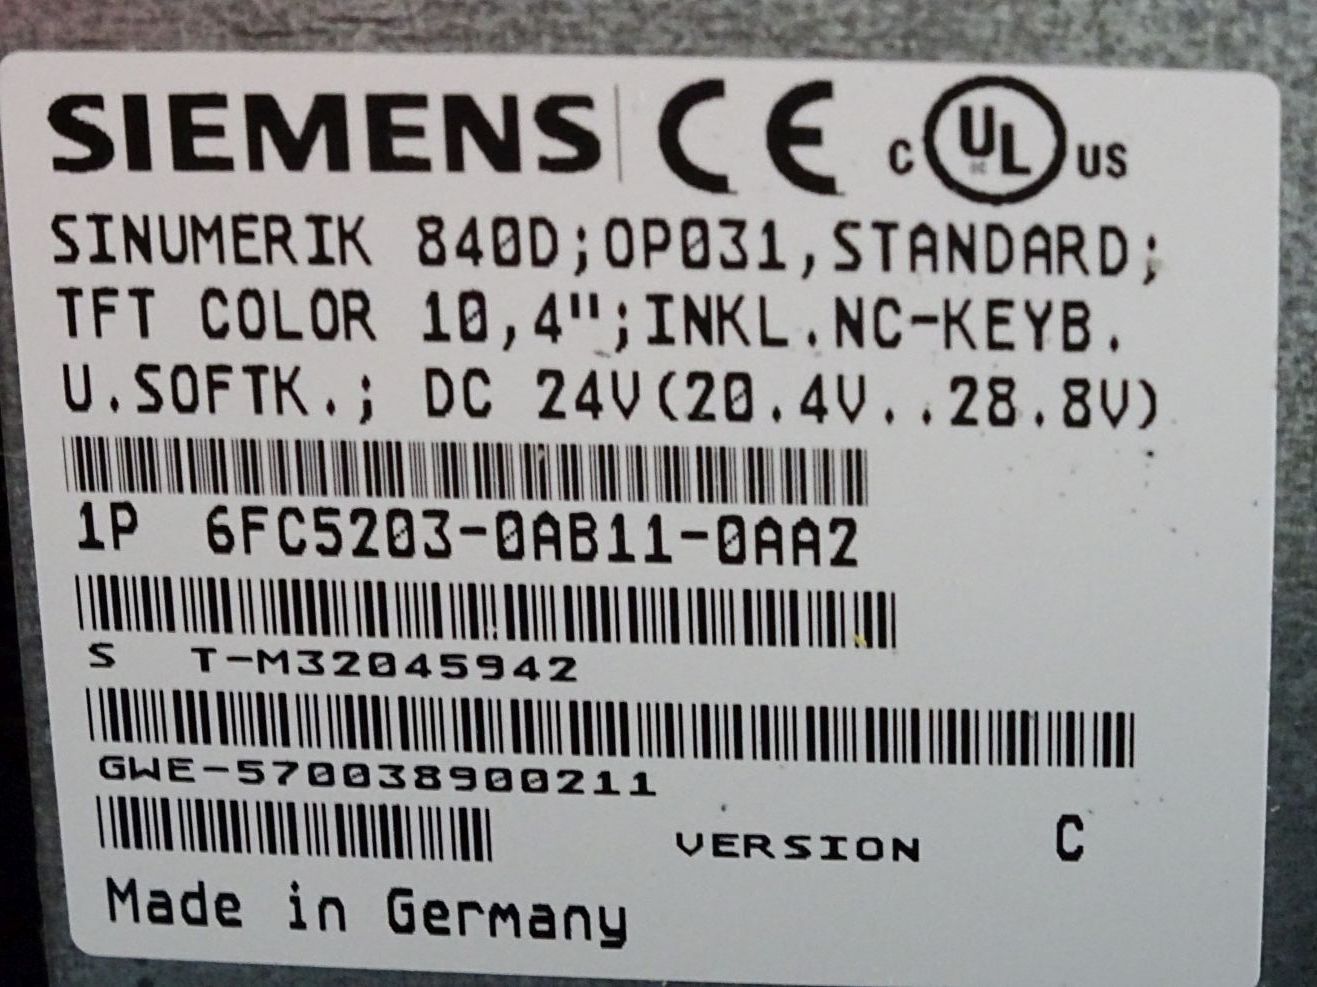 SIEMENS CE c UL US
SINUMERIK 840D;OP031,STANDARD;
TFT COLOR 10,4";INKL.NC-KEYB.
U.SOFTK.; DC 24V(20.4V..28.8V)
1P 6FC5203-0AB11-0AA2
S T-M32045942
GWE-570038900211
VERSION C
Made in Germany